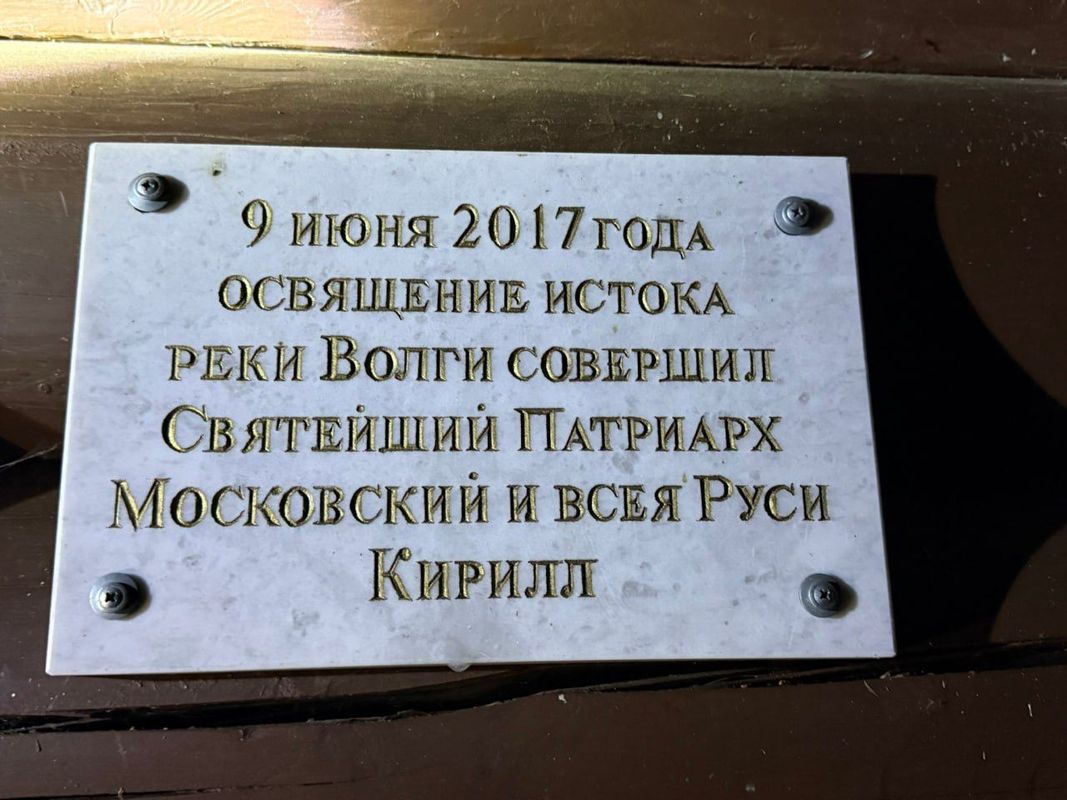 9 июня 2017 года
освящение истока
реки Волги совершил
Святейший Патриарх
Московский и всея Руси
Кирилл